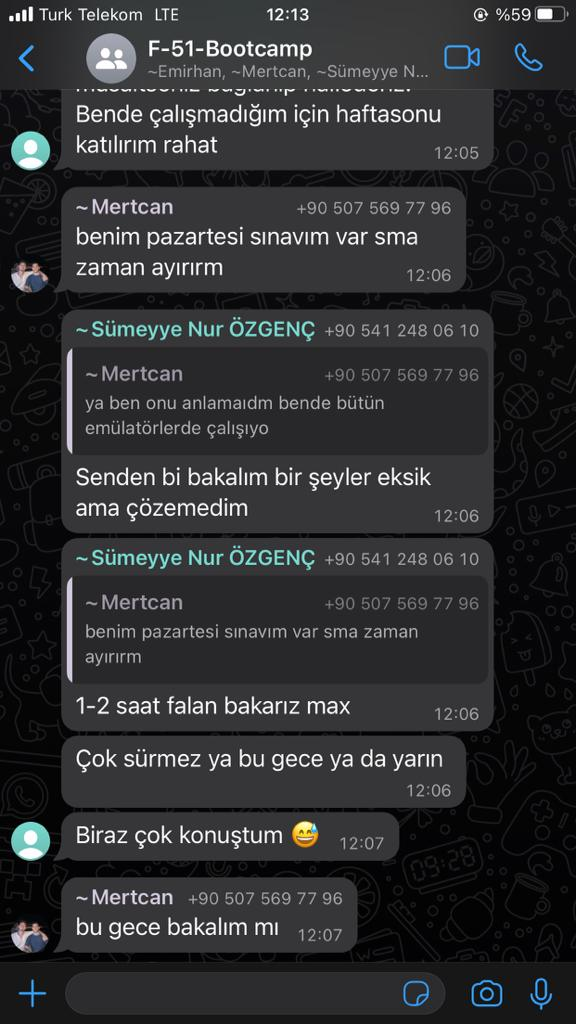 Turk Telekom LTE 12:13 %59
F-51-Bootcamp
~Emirhan, ~Mertcan, ~Sümeyye N...
Bende çalışmadığım için haftasonu
katılırım rahat
12:05
~Mertcan +90 507 569 77 96
benim pazartesi sınavım var sma
zaman ayırırm
12:06
~Sümeyye Nur ÖZGENÇ +90 541 248 06 10
~Mertcan +90 507 569 77 96
ya ben onu anlamaıdm bende bütün
emülatörlerde çalışıyo
Senden bi bakalım bir şeyler eksik
ama çözemedim
12:06
~Sümeyye Nur ÖZGENÇ +90 541 248 06 10
~Mertcan +90 507 569 77 96
benim pazartesi sınavım var sma zaman
ayırırm
1-2 saat falan bakarız max
12:06
Çok sürmez ya bu gece ya da yarın
12:06
Biraz çok konuştum 😅 12:07
~Mertcan +90 507 569 77 96
bu gece bakalım mı 12:07